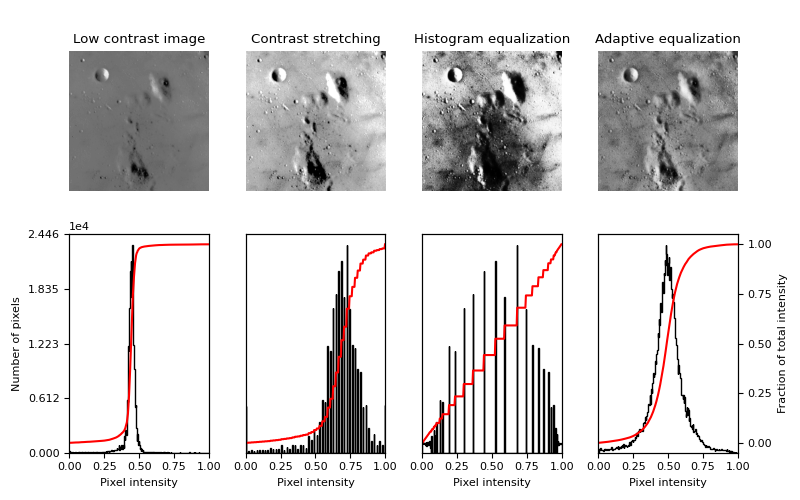 Low contrast image
Contrast stretching
Histogram equalization
Adaptive equalization
1e4
2.446
1.835
1.223
0.612
0.000
Number of pixels
0.00 0.25 0.50 0.75 1.00
Pixel intensity
0.00 0.25 0.50 0.75 1.00
Pixel intensity
0.00 0.25 0.50 0.75 1.00
Pixel intensity
0.00 0.25 0.50 0.75 1.00
Pixel intensity
1.00
0.75
0.50
0.25
0.00
Fraction of total intensity